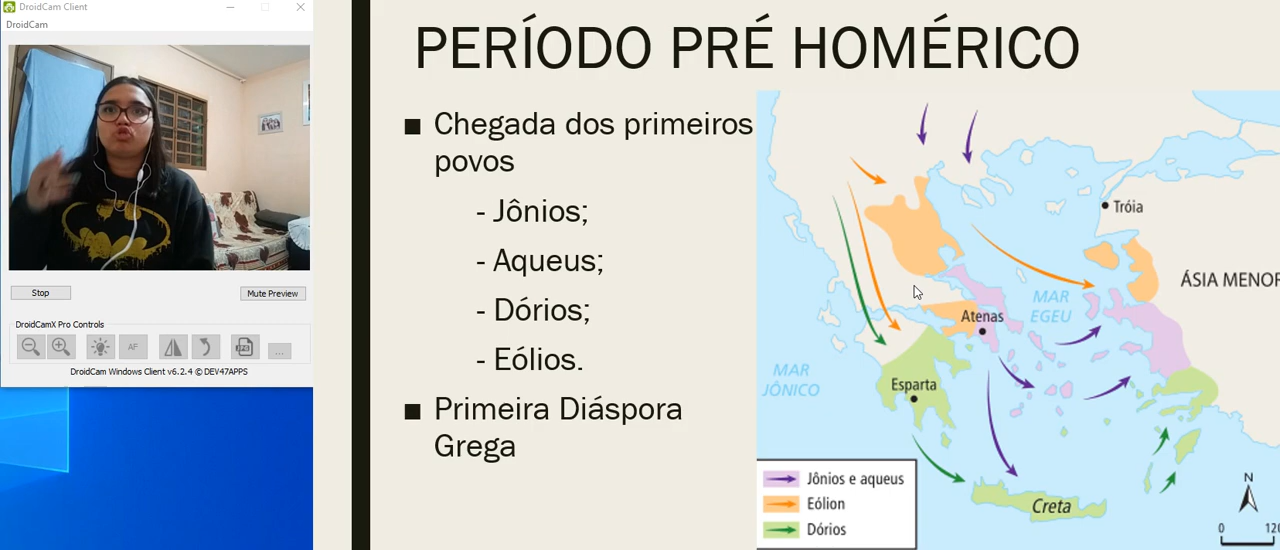 DroidCam Client
DroidCam
Stop
Mute Preview
DroidCamX Pro Controls
AF
...
DroidCam Windows Client v6.2.4 © DEV47APPS
PERÍODO PRÉ HOMÉRICO
■ Chegada dos primeiros
povos
- Jônios;
- Aqueus;
- Dórios;
- Eólios.
■ Primeira Diáspora
Grega
Tróia
ÁSIA MENOR
MAR
EGEU
Atenas
MAR
JÔNICO
Esparta
Creta
Jônios e aqueus
Eólion
Dórios
N
0